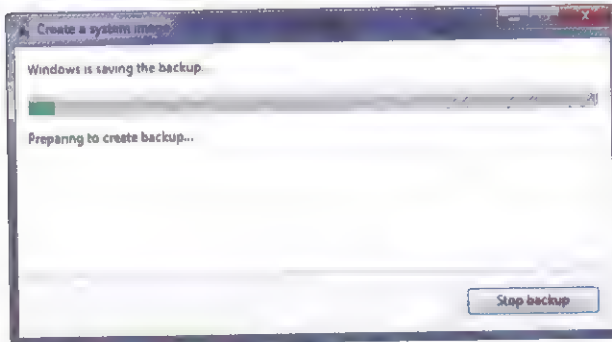 Create a system image
Windows is saving the backup...
Preparing to create backup...
Stop backup